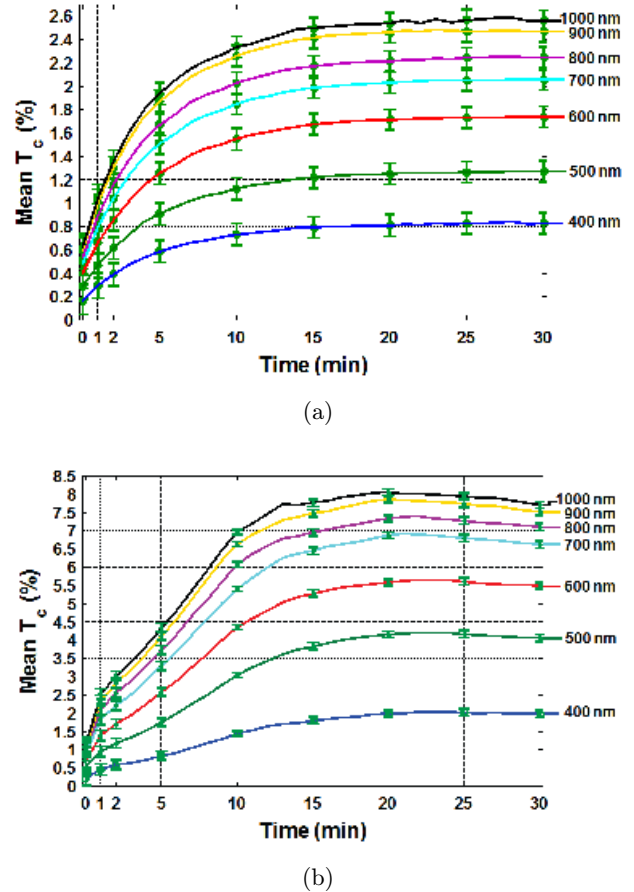 2.6
2.4
2.2
2
1.8
1.6
1.4
1.2
1
0.8
0.6
0.4
0.2
0
Mean T_c (%)
1000 nm
900 nm
800 nm
700 nm
600 nm
500 nm
400 nm
0 1 2 5 10 15 20 25 30
Time (min)
(a)
8.5
8
7.5
7
6.5
6
5.5
5
4.5
4
3.5
3
2.5
2
1.5
1
0.5
0
Mean T_c (%)
1000 nm
900 nm
800 nm
700 nm
600 nm
500 nm
400 nm
0 1 2 5 10 15 20 25 30
Time (min)
(b)